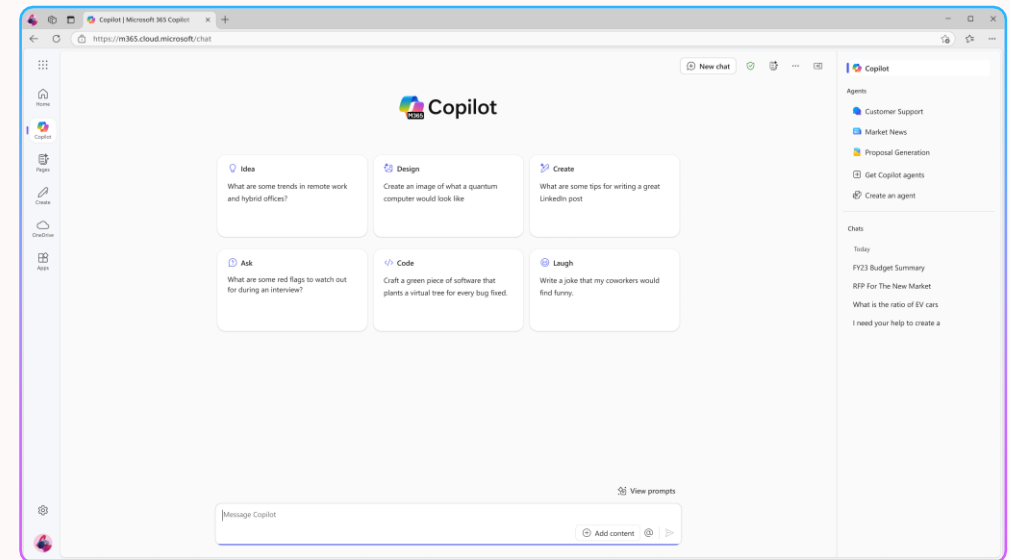 Copilot | Microsoft 365 Copilot
https://m365.cloud.microsoft/chat
Home
Copilot
Pages
Create
OneDrive
Apps
New chat
M365
Copilot
Idea
What are some trends in remote work
and hybrid offices?
Design
Create an image of what a quantum
computer would look like
Create
What are some tips for writing a great
LinkedIn post
Ask
What are some red flags to watch out
for during an interview?
Code
Craft a green piece of software that
plants a virtual tree for every bug fixed.
Laugh
Write a joke that my coworkers would
find funny.
View prompts
Message Copilot
Add content
Copilot
Agents
Customer Support
Market News
Proposal Generation
Get Copilot agents
Create an agent
Chats
Today
FY23 Budget Summary
RFP For The New Market
What is the ratio of EV cars
I need your help to create a